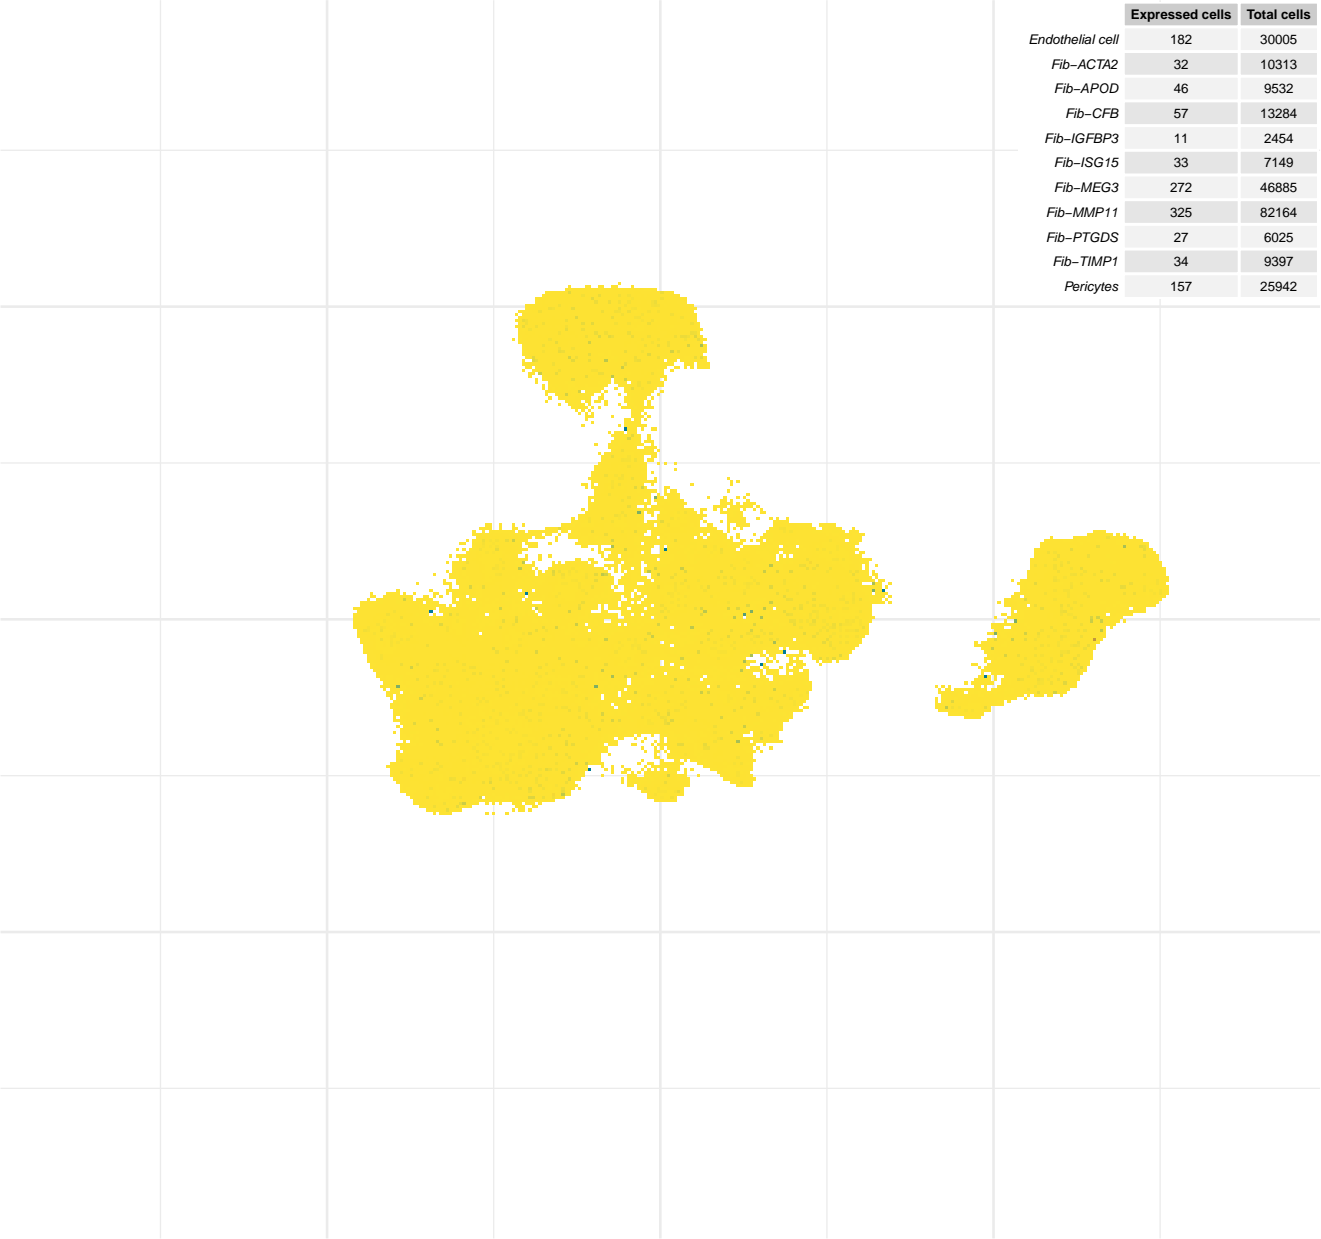 Expressed cells Total cells
Endothelial cell 182 30005
Fib−ACTA2 32 10313
Fib−APOD 46 9532
Fib−CFB 57 13284
Fib−IGFBP3 11 2454
Fib−ISG15 33 7149
Fib−MEG3 272 46885
Fib−MMP11 325 82164
Fib−PTGDS 27 6025
Fib−TIMP1 34 9397
Pericytes 157 25942